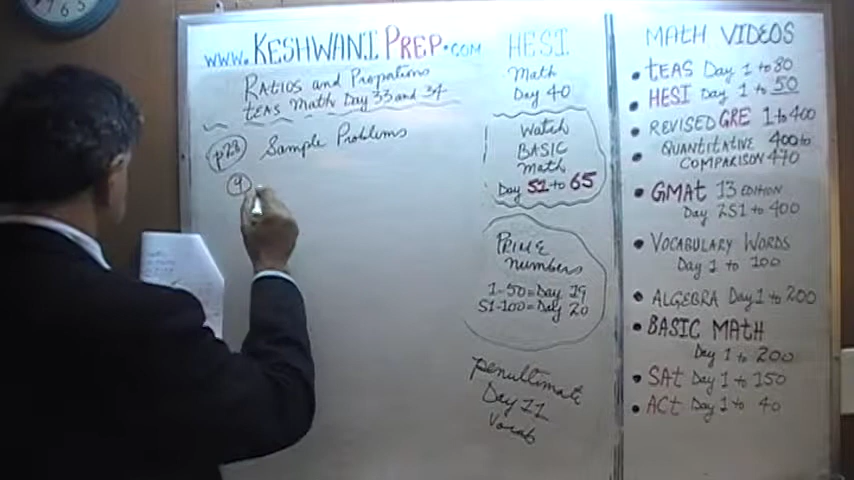 www.KESHWANI PREP.COM
RATIOS and PROPATIONS
TEAS Math Day 33 and 34
p23 Sample Problems
9
HESI
Math
Day 40
Watch
BASIC
Math
Day 51 to 65
PRIME
numbers
1-50=Day 19
51-100=Day 20
penultimate
Day 11
Vocab
MATH VIDEOS
• TEAS Day 1 to 80
• HESI Day 1 to 50
• REVISED GRE 1 to 400
• QUANTITATIVE 400 to
COMPARISON 470
• GMAT 13 EDITION
Day 251 to 400
• VOCABULARY WORDS
Day 1 to 100
• ALGEBRA Day 1 to 200
• BASIC MATH
Day 1 to 200
• SAT Day 1 to 150
• ACT Day 1 to 40